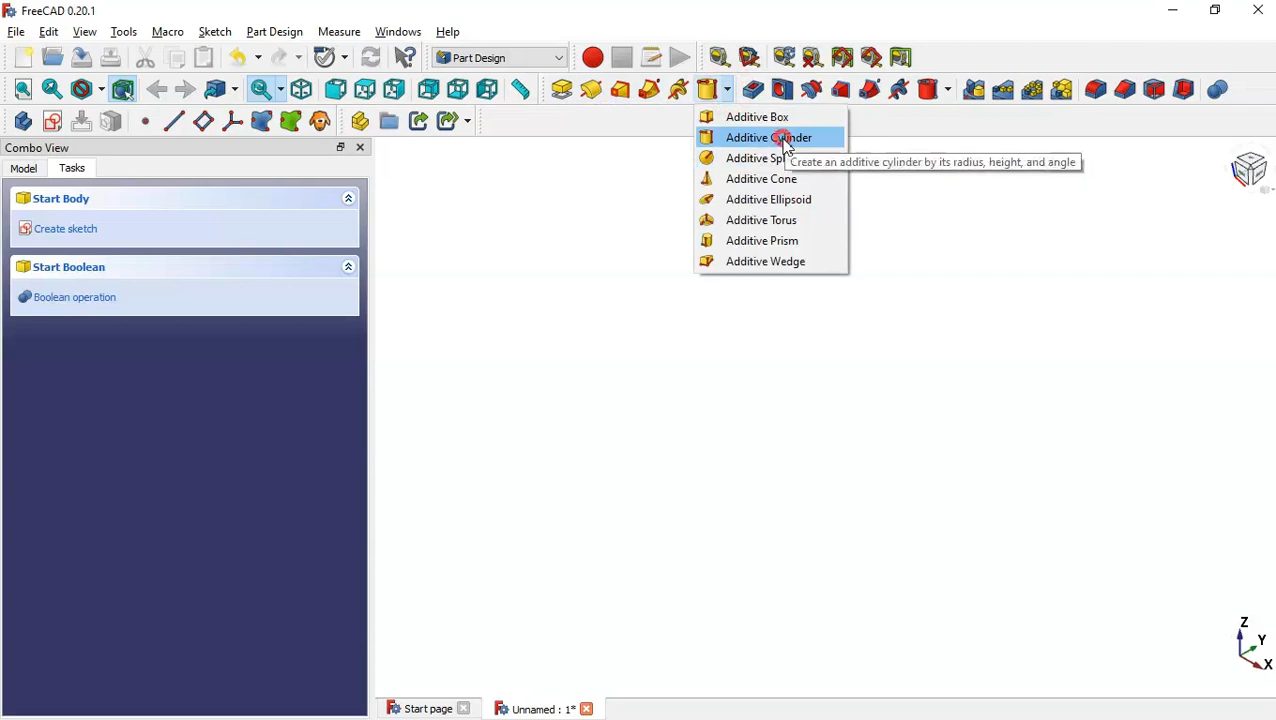 FreeCAD 0.20.1
File Edit View Tools Macro Sketch Part Design Measure Windows Help
Part Design
Combo View
Model Tasks
Start Body
Create sketch
Start Boolean
Boolean operation
Additive Box
Additive Cylinder
Additive
Create an additive cylinder by its radius, height, and angle
Additive Cone
Additive Ellipsoid
Additive Torus
Additive Prism
Additive Wedge
Z
Y
X
Start page
Unnamed : 1*